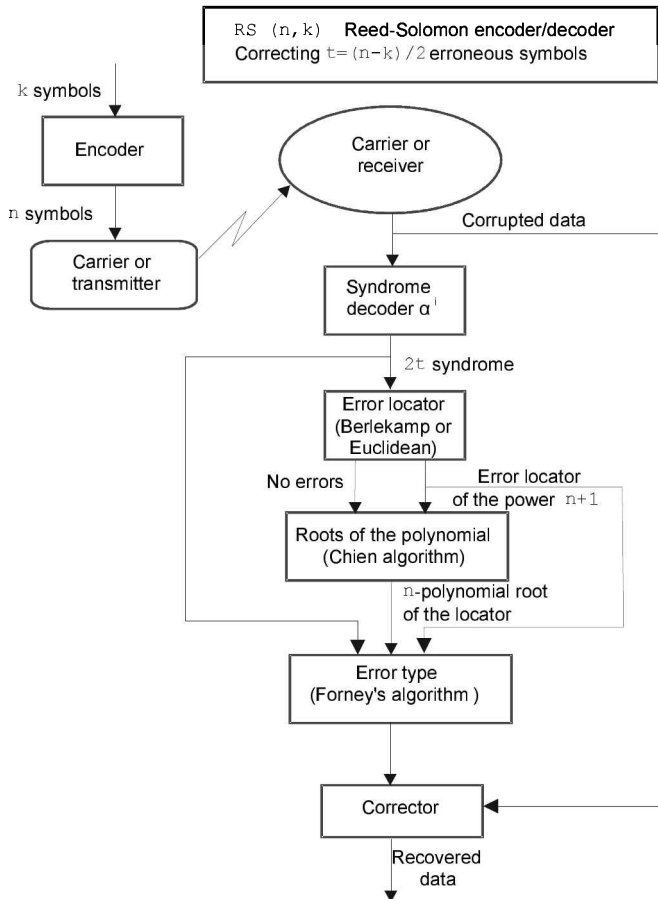 RS (n,k) Reed-Solomon encoder/decoder
Correcting t=(n-k)/2 erroneous symbols
k symbols
Encoder
n symbols
Carrier or
transmitter
Carrier or
receiver
Corrupted data
Syndrome
decoder α^i
2t syndrome
Error locator
(Berlekamp or
Euclidean)
No errors
Error locator
of the power n+1
Roots of the polynomial
(Chien algorithm)
n-polynomial root
of the locator
Error type
(Forney's algorithm )
Corrector
Recovered
data